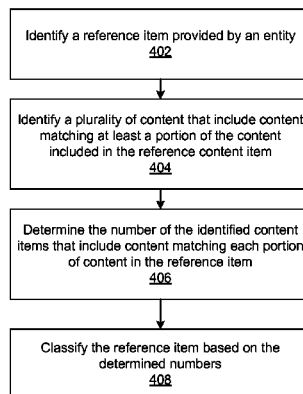 Identify a reference item provided by an entity
402
Identify a plurality of content that include content
matching at least a portion of the content
included in the reference content item
404
Determine the number of the identified content
items that include content matching each portion
of content in the reference item
406
Classify the reference item based on the
determined numbers
408